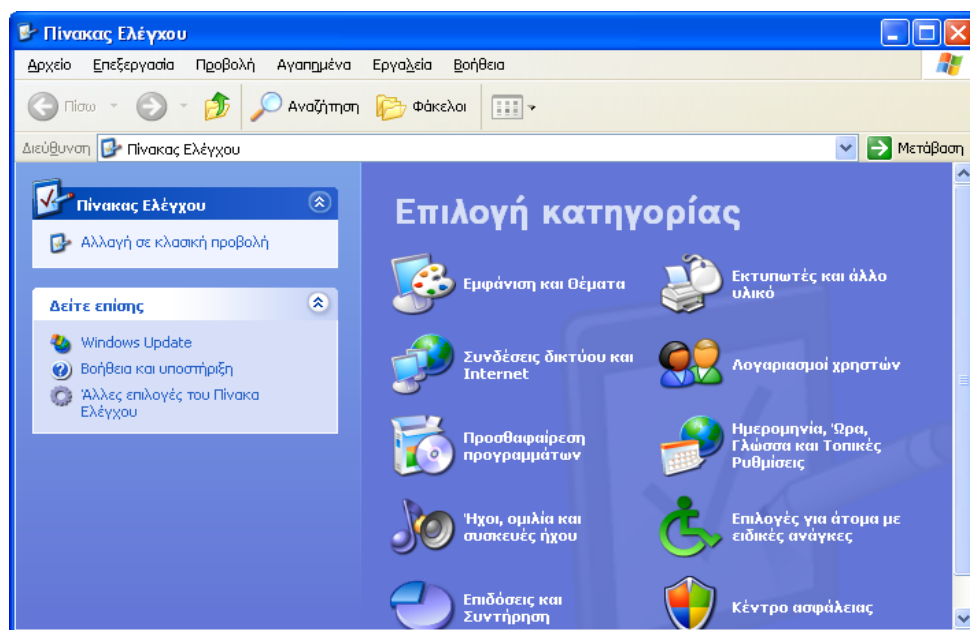 Πίνακας Ελέγχου
Αρχείο Επεξεργασία Προβολή Αγαπημένα Εργαλεία Βοήθεια
Πίσω Αναζήτηση Φάκελοι
Διεύθυνση Πίνακας Ελέγχου Μετάβαση
Πίνακας Ελέγχου
Αλλαγή σε κλασική προβολή
Δείτε επίσης
Windows Update
Βοήθεια και υποστήριξη
Άλλες επιλογές του Πίνακα
Ελέγχου
Επιλογή κατηγορίας
Εμφάνιση και Θέματα
Εκτυπωτές και άλλο
υλικό
Συνδέσεις δικτύου και
Internet
Λογαριασμοί χρηστών
Προσθαφαίρεση
προγραμμάτων
Ημερομηνία, Ώρα,
Γλώσσα και Τοπικές
Ρυθμίσεις
Ήχοι, ομιλία και
συσκευές ήχου
Επιλογές για άτομα με
ειδικές ανάγκες
Επιδόσεις και
Συντήρηση
Κέντρο ασφάλειας